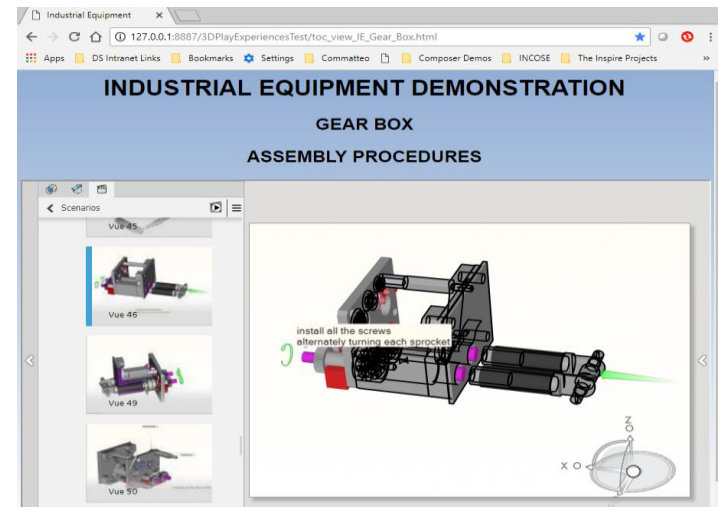 Industrial Equipment
127.0.0.1:8887/3DPlayExperiencesTest/toc_view_IE_Gear_Box.html
Apps DS Intranet Links Bookmarks Settings Commatteo Composer Demos INCOSE The Inspire Projects
INDUSTRIAL EQUIPMENT DEMONSTRATION
GEAR BOX
ASSEMBLY PROCEDURES
Scenarios
Vue 45
Vue 46
Vue 49
Vue 50
install all the screws
alternately turning each sprocket
Z
X